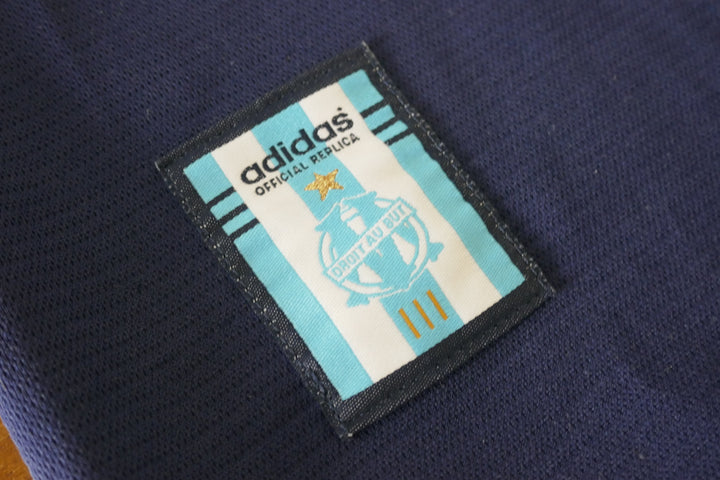 adidas
OFFICIAL REPLICA
DROIT AU BUT